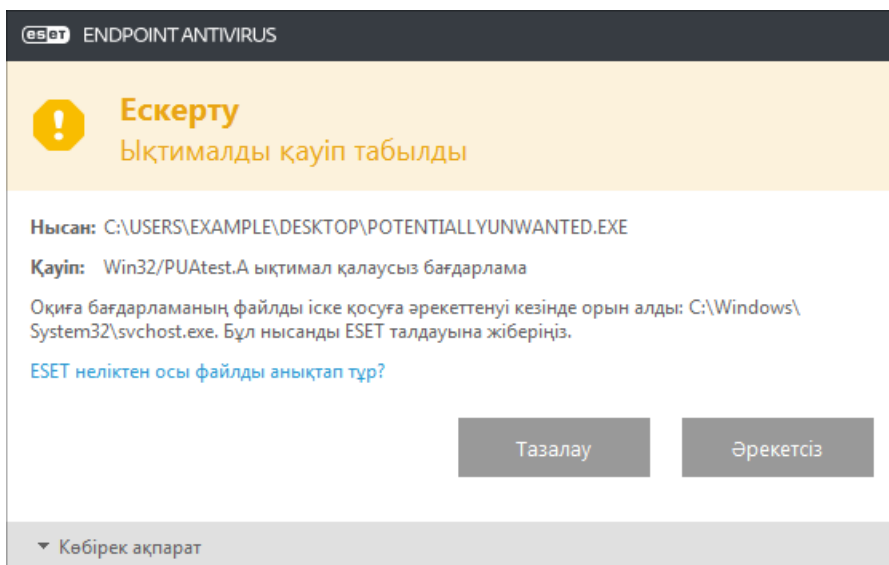 eset ENDPOINT ANTIVIRUS
Ескерту
Ықтималды қауіп табылды
Нысан: C:\USERS\EXAMPLE\DESKTOP\POTENTIALLYUNWANTED.EXE
Қауіп: Win32/PUAtest.A ықтимал қалаусыз бағдарлама
Оқиға бағдарламаның файлды іске қосуға әрекеттенуі кезінде орын алды: C:\Windows\
System32\svchost.exe. Бұл нысанды ESET талдауына жіберіңіз.
ESET неліктен осы файлды анықтап тұр?
Тазалау
Әрекетсіз
Көбірек ақпарат